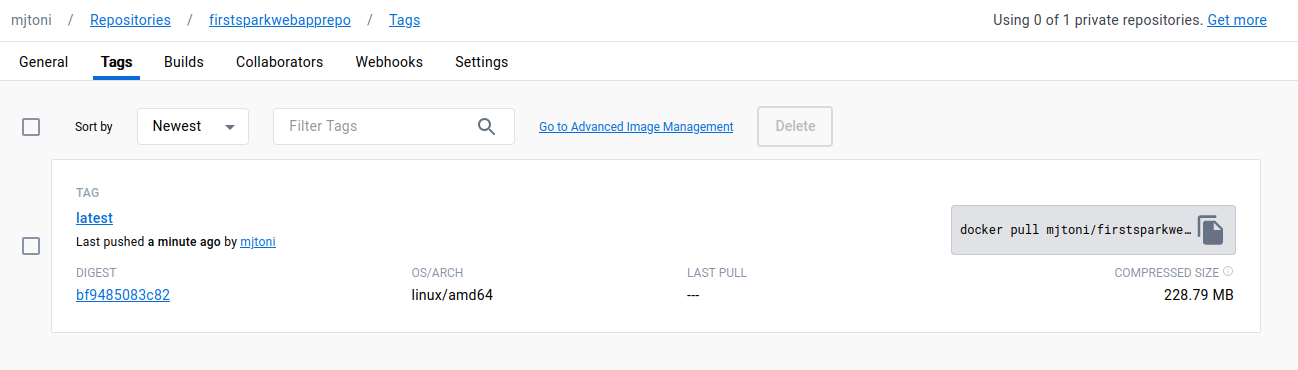 mjtoni / Repositories / firstsparkwebapprepo / Tags Using 0 of 1 private repositories. Get more
General Tags Builds Collaborators Webhooks Settings
Sort by Newest Filter Tags Go to Advanced Image Management Delete
TAG
latest
Last pushed a minute ago by mjtoni
docker pull mjtoni/firstsparkwe…
DIGEST OS/ARCH LAST PULL COMPRESSED SIZE
bf9485083c82 linux/amd64 --- 228.79 MB